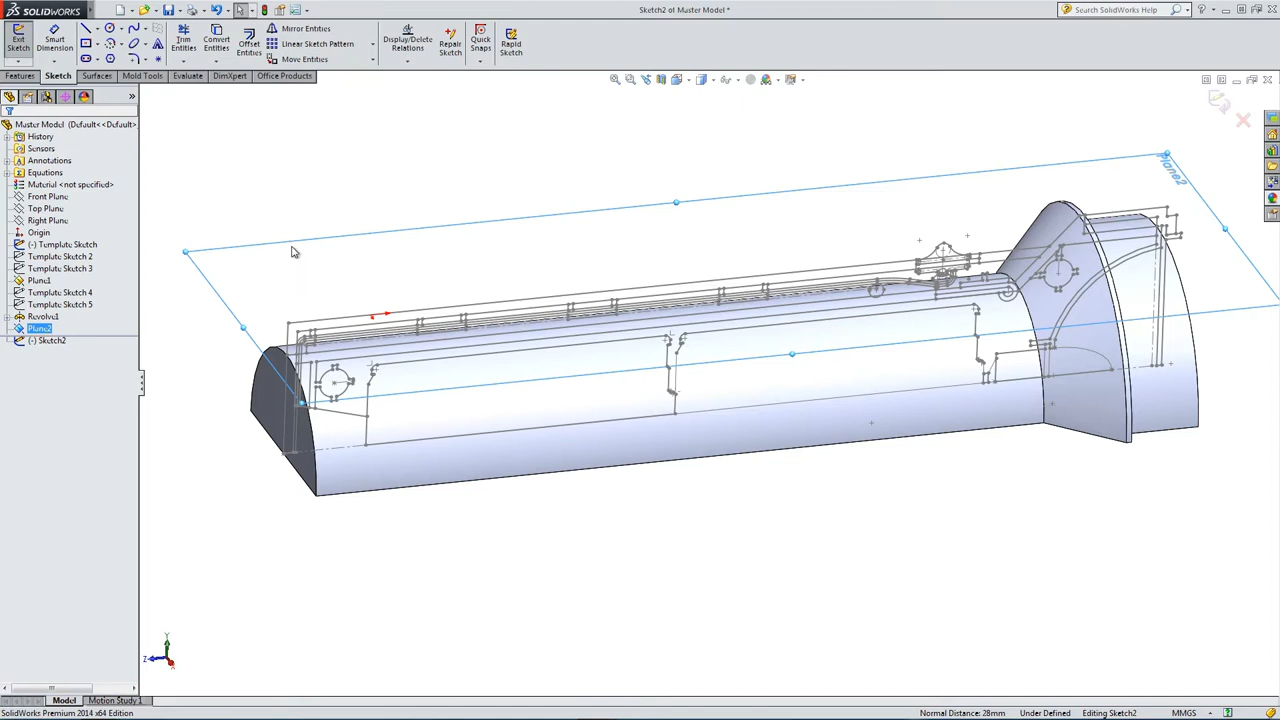 SOLIDWORKS
Sketch2 of Master Model *
Search SolidWorks Help
Exit Sketch
Smart Dimension
Trim Entities
Convert Entities
Offset Entities
Mirror Entities
Linear Sketch Pattern
Move Entities
Display/Delete Relations
Repair Sketch
Quick Snaps
Rapid Sketch
Features
Sketch
Surfaces
Mold Tools
Evaluate
DimXpert
Office Products
Master Model (Default<<Default>
History
Sensors
Annotations
Equations
Material <not specified>
Front Plane
Top Plane
Right Plane
Origin
(-) Template Sketch
Template Sketch 2
Template Sketch 3
Plane1
Template Sketch 4
Template Sketch 5
Revolve1
Plane2
(-) Sketch2
Plane2
Y
Z
X
Model
Motion Study 1
SolidWorks Premium 2014 x64 Edition
Normal Distance: 28mm
Under Defined
Editing Sketch2
MMGS